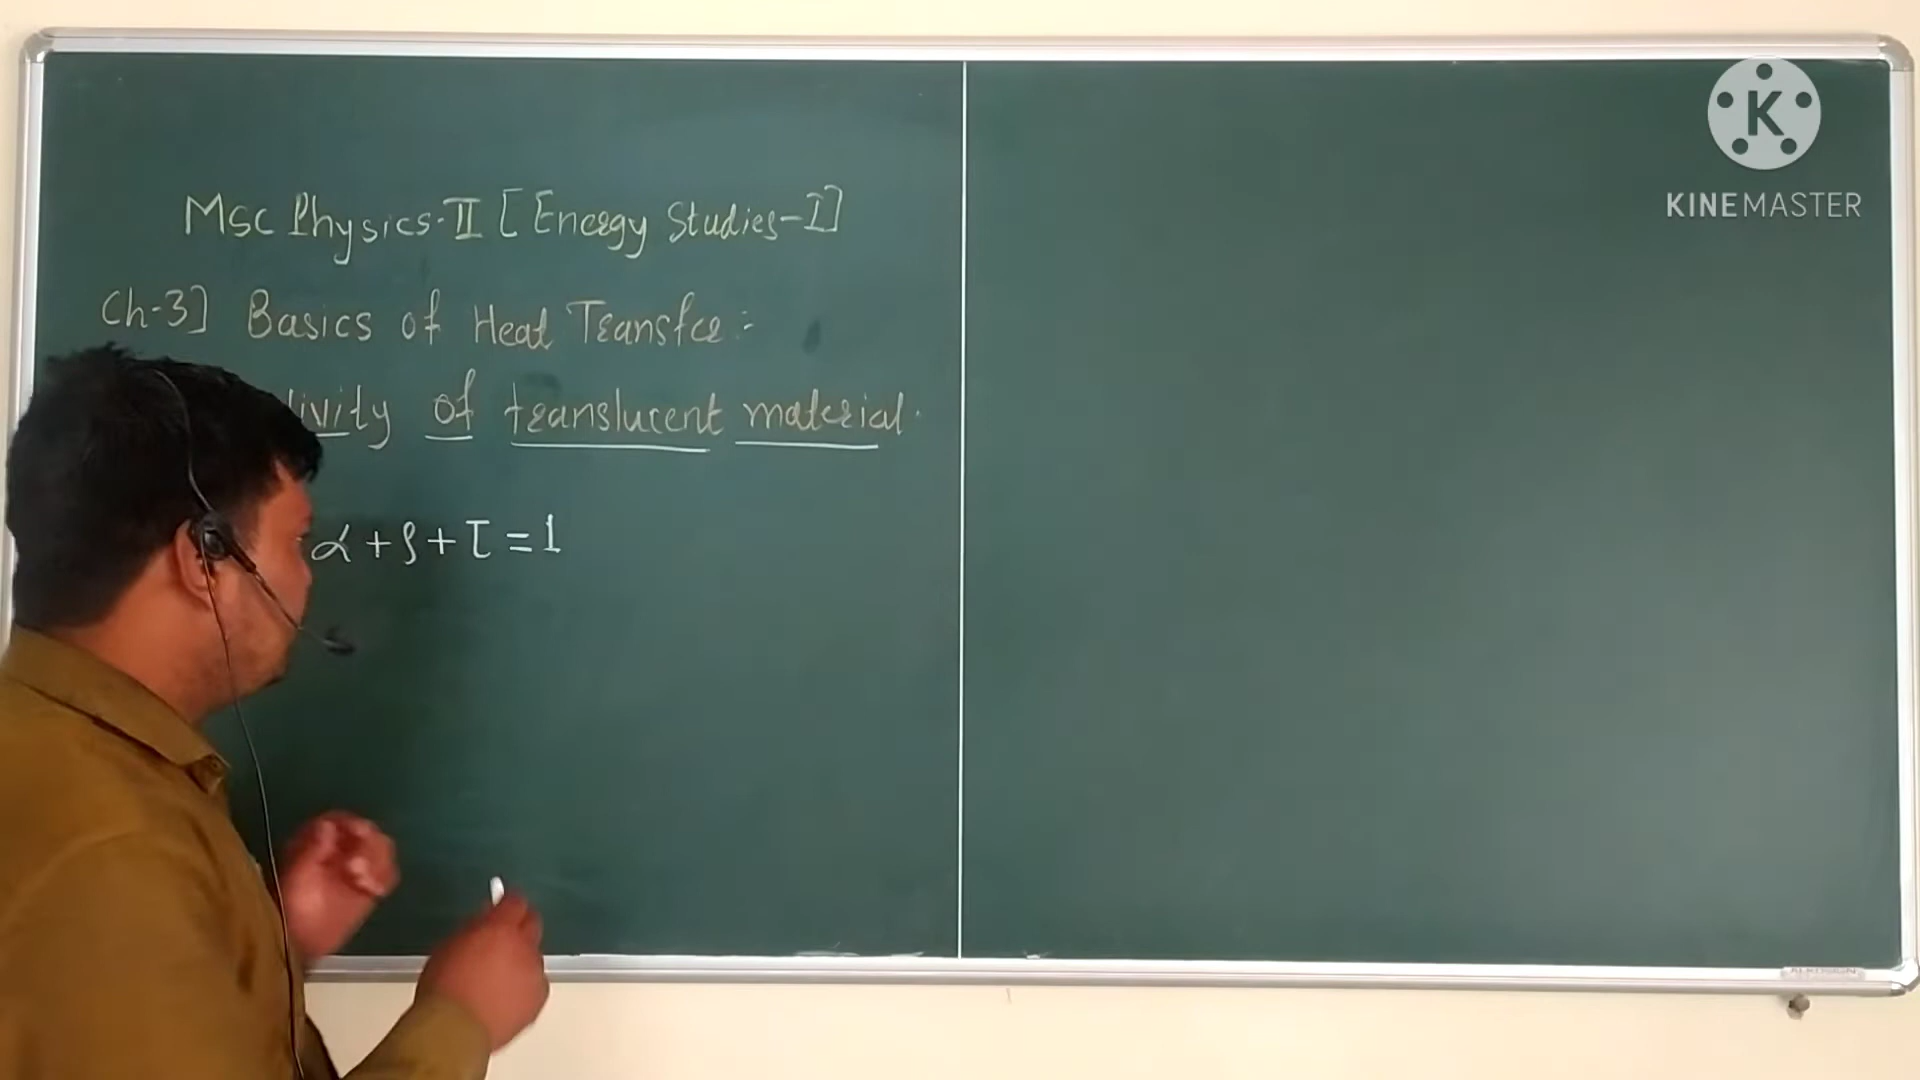 MSc Physics-II [Energy Studies-I]
Ch-3] Basics of Heat Transfer:-
of translucent material.
α + ρ + τ = 1
K
KINEMASTER